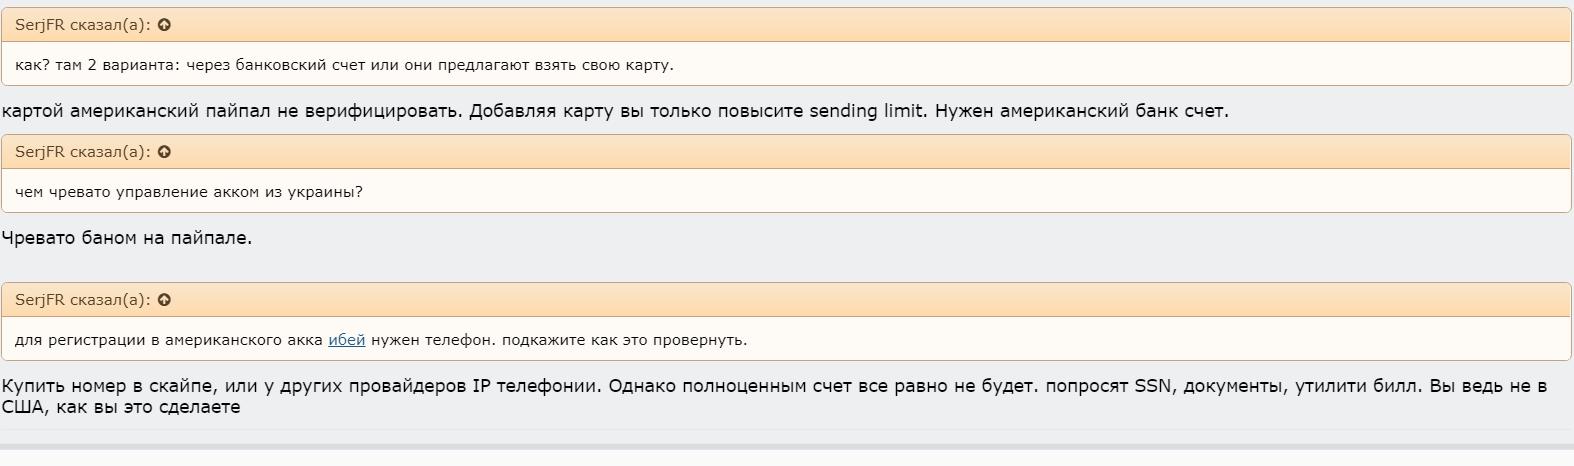 SerjFR сказал(а):
как? там 2 варианта: через банковский счет или они предлагают взять свою карту.
картой американский пайпал не верифицировать. Добавляя карту вы только повысите sending limit. Нужен американский банк счет.
SerjFR сказал(а):
чем чревато управление акком из украины?
Чревато баном на пайпале.
SerjFR сказал(а):
для регистрации в американского акка ибей нужен телефон. подкажите как это провернуть.
Купить номер в скайпе, или у других провайдеров IP телефонии. Однако полноценным счет все равно не будет. попросят SSN, документы, утилити билл. Вы ведь не в
США, как вы это сделаете